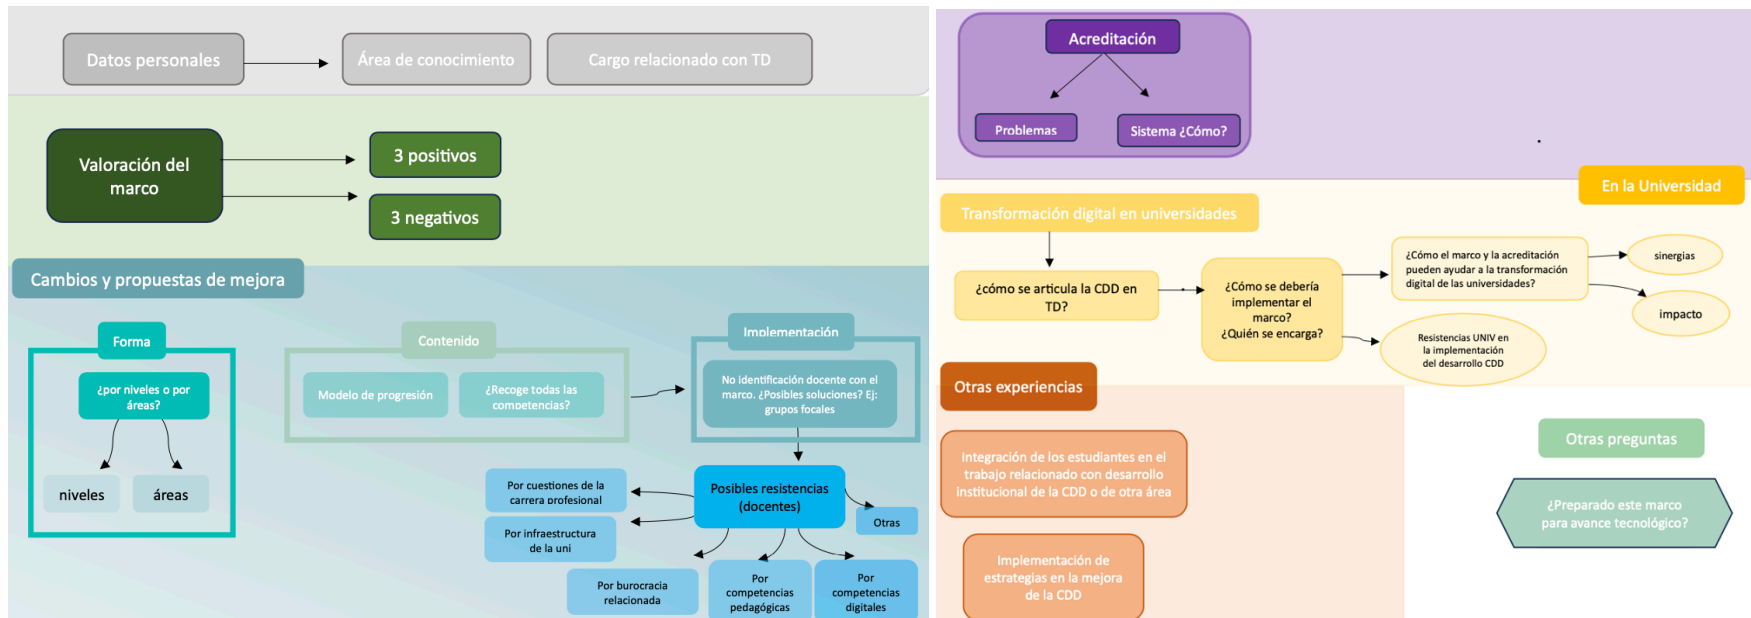 Datos personales
Área de conocimiento
Cargo relacionado con TD
Valoración del
marco
3 positivos
3 negativos
Cambios y propuestas de mejora
Forma
¿por niveles o por
áreas?
niveles
áreas
Contenido
Modelo de progresión
¿Recoge todas las
competencias?
Implementación
No identificación docente con el
marco. ¿Posibles soluciones? Ej:
grupos focales
Posibles resistencias
(docentes)
Por cuestiones de la
carrera profesional
Por infraestructura
de la uni
Por burocracia
relacionada
Por
competencias
pedagógicas
Por
competencias
digitales
Otras
Acreditación
Problemas
Sistema ¿Cómo?
En la Universidad
Transformación digital en universidades
¿cómo se articula la CDD en
TD?
¿Cómo se debería
implementar el
marco?
¿Quién se encarga?
¿Cómo el marco y la acreditación
pueden ayudar a la transformación
digital de las universidades?
sinergias
impacto
Resistencias UNIV en
la implementación
del desarrollo CDD
Otras experiencias
Integración de los estudiantes en el
trabajo relacionado con desarrollo
institucional de la CDD o de otra área
Implementación de
estrategias en la mejora
de la CDD
Otras preguntas
¿Preparado este marco
para avance tecnológico?